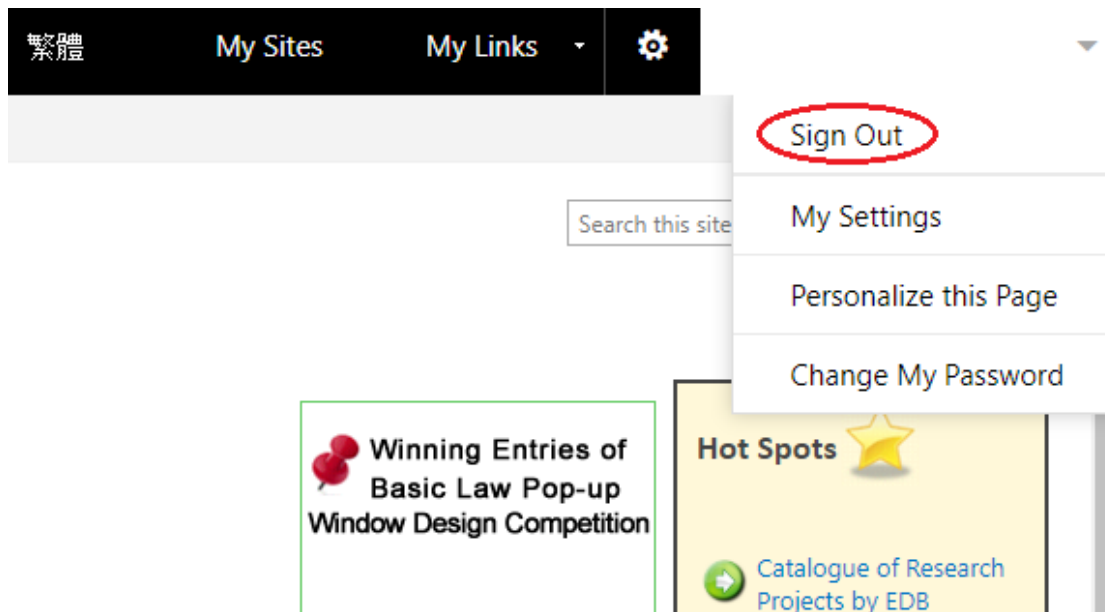 繁體
My Sites
My Links
Sign Out
Search this site
My Settings
Personalize this Page
Change My Password
Winning Entries of
Basic Law Pop-up
Window Design Competition
Hot Spots
Catalogue of Research
Projects by EDB